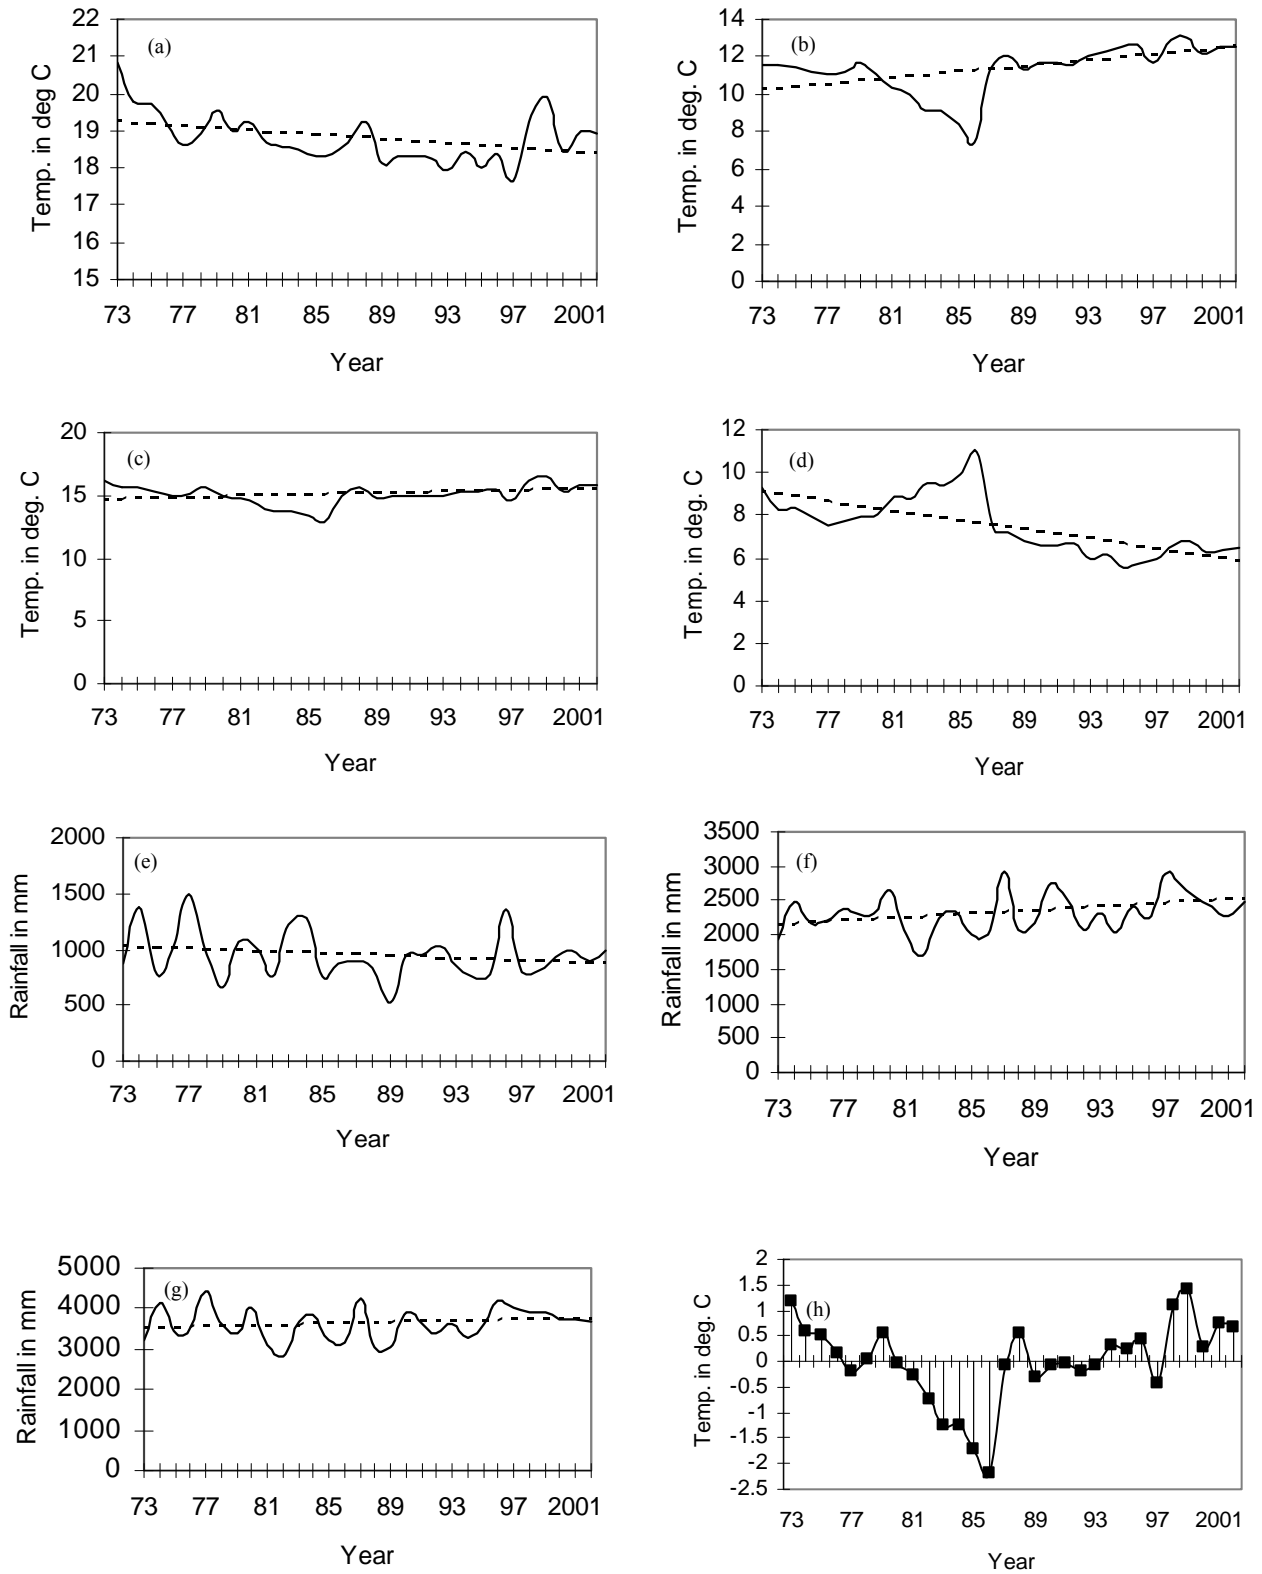 (a)
Temp. in deg C
22
21
20
19
18
17
16
15
73 77 81 85 89 93 97 2001
Year
(b)
Temp. in deg. C
14
12
10
8
6
4
2
0
73 77 81 85 89 93 97 2001
Year
(c)
Temp. in deg. C
20
15
10
5
0
73 77 81 85 89 93 97 2001
Year
(d)
Temp. in deg. C
12
10
8
6
4
2
0
73 77 81 85 89 93 97 2001
Year
(e)
Rainfall in mm
2000
1500
1000
500
0
73 77 81 85 89 93 97 2001
Year
(f)
Rainfall in mm
3500
3000
2500
2000
1500
1000
500
0
73 77 81 85 89 93 97 2001
Year
(g)
Rainfall in mm
5000
4000
3000
2000
1000
0
73 77 81 85 89 93 97 2001
Year
(h)
Temp. in deg. C
2
1.5
1
0.5
0
-0.5
-1
-1.5
-2
-2.5
73 77 81 85 89 93 97 2001
Year